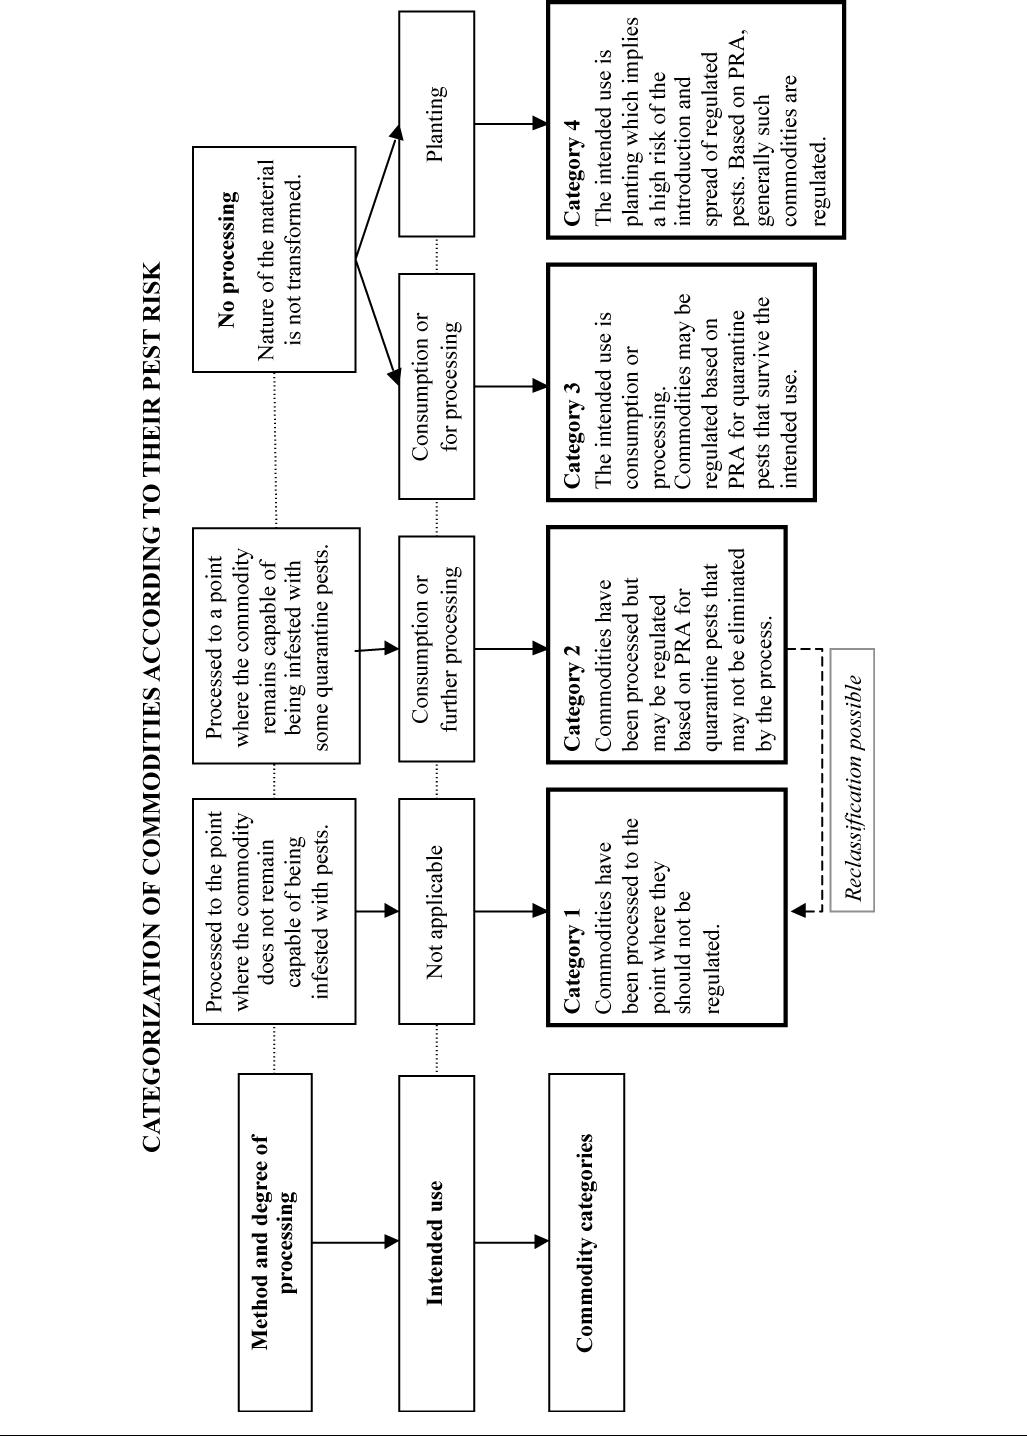 CATEGORIZATION OF COMMODITIES ACCORDING TO THEIR PEST RISK
Method and degree of
processing
Processed to the point
where the commodity
does not remain
capable of being
infested with pests.
Processed to a point
where the commodity
remains capable of
being infested with
some quarantine pests.
No processing
Nature of the material
is not transformed.
Intended use
Not applicable
Consumption or
further processing
Consumption or
for processing
Planting
Commodity categories
Category 1
Commodities have
been processed to the
point where they
should not be
regulated.
Category 2
Commodities have
been processed but
may be regulated
based on PRA for
quarantine pests that
may not be eliminated
by the process.
Category 3
The intended use is
consumption or
processing.
Commodities may be
regulated based on
PRA for quarantine
pests that survive the
intended use.
Category 4
The intended use is
planting which implies
a high risk of the
introduction and
spread of regulated
pests. Based on PRA,
generally such
commodities are
regulated.
Reclassification possible